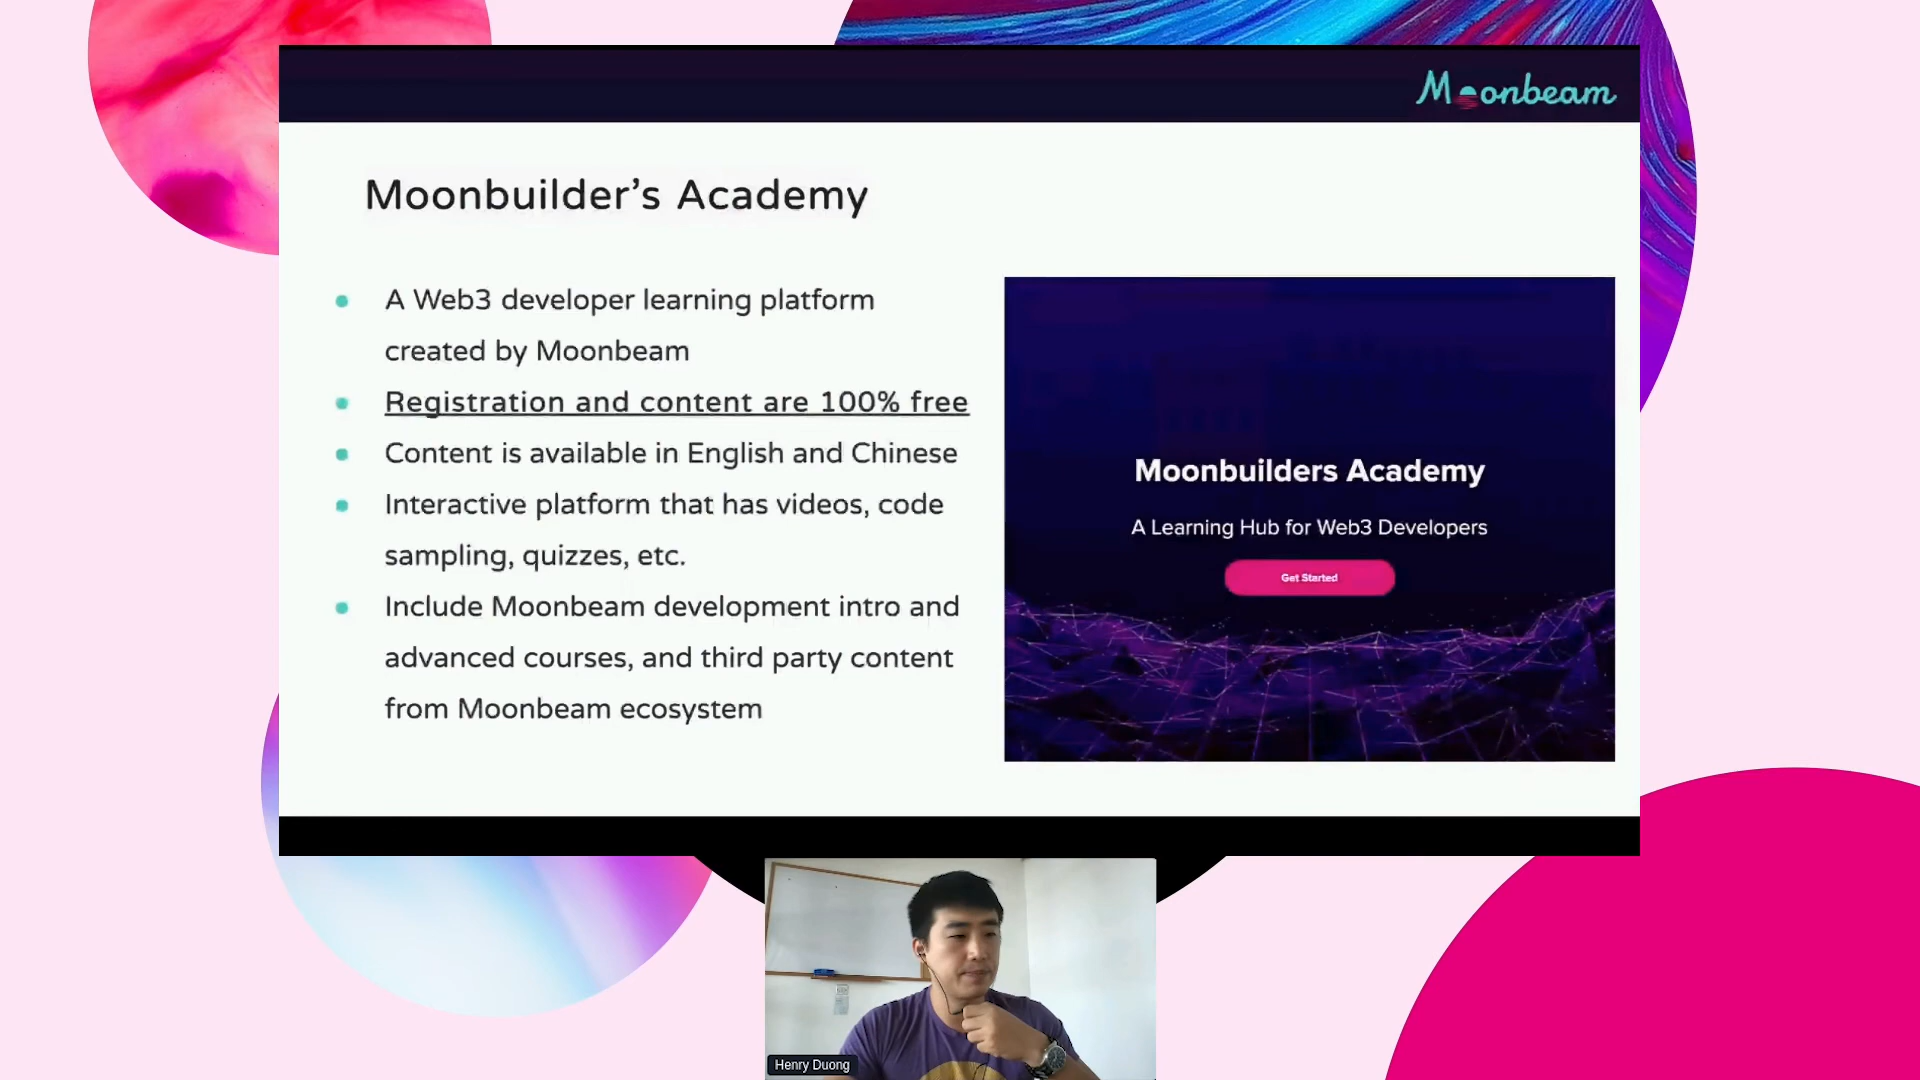 Moonbeam
Moonbuilder’s Academy
A Web3 developer learning platform
created by Moonbeam
Registration and content are 100% free
Content is available in English and Chinese
Interactive platform that has videos, code
sampling, quizzes, etc.
Include Moonbeam development intro and
advanced courses, and third party content
from Moonbeam ecosystem
Moonbuilders Academy
A Learning Hub for Web3 Developers
Get Started
Henry Duong